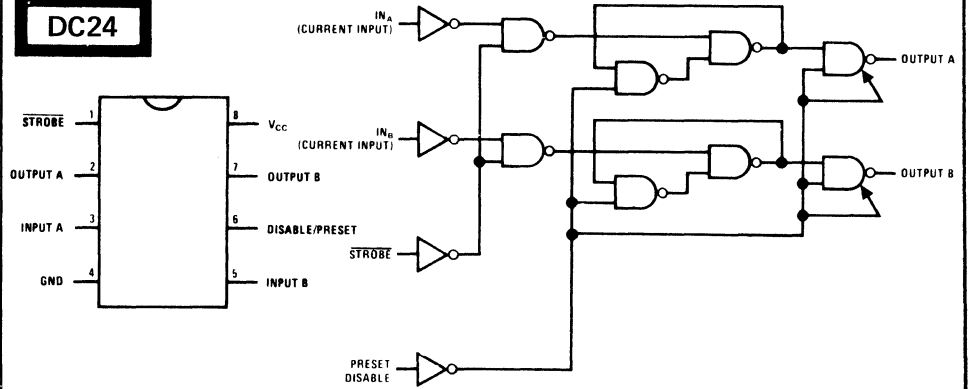 DC24
STROBE 1
OUTPUT A 2
INPUT A 3
GND 4
8 VCC
7 OUTPUT B
6 DISABLE/PRESET
5 INPUT B
INA
(CURRENT INPUT)
INB
(CURRENT INPUT)
STROBE
PRESET
DISABLE
OUTPUT A
OUTPUT B